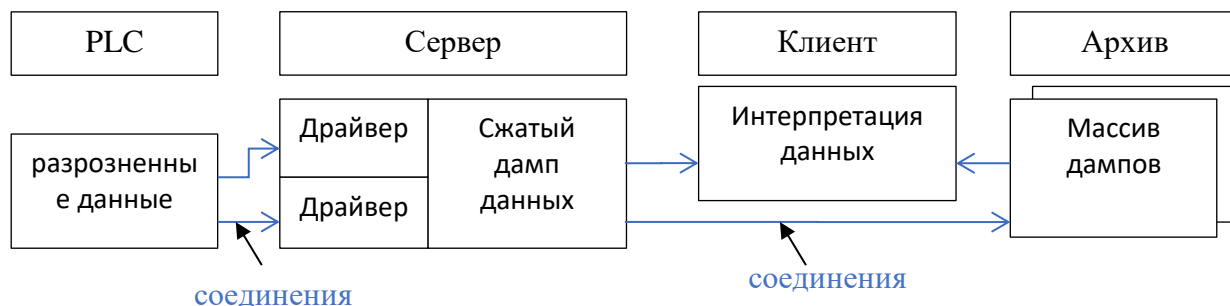 PLC
Сервер
Клиент
Архив
разрозненны
е данные
Драйвер
Драйвер
Сжатый
дамп
данных
Интерпретация
данных
Массив
дампов
соединения
соединения